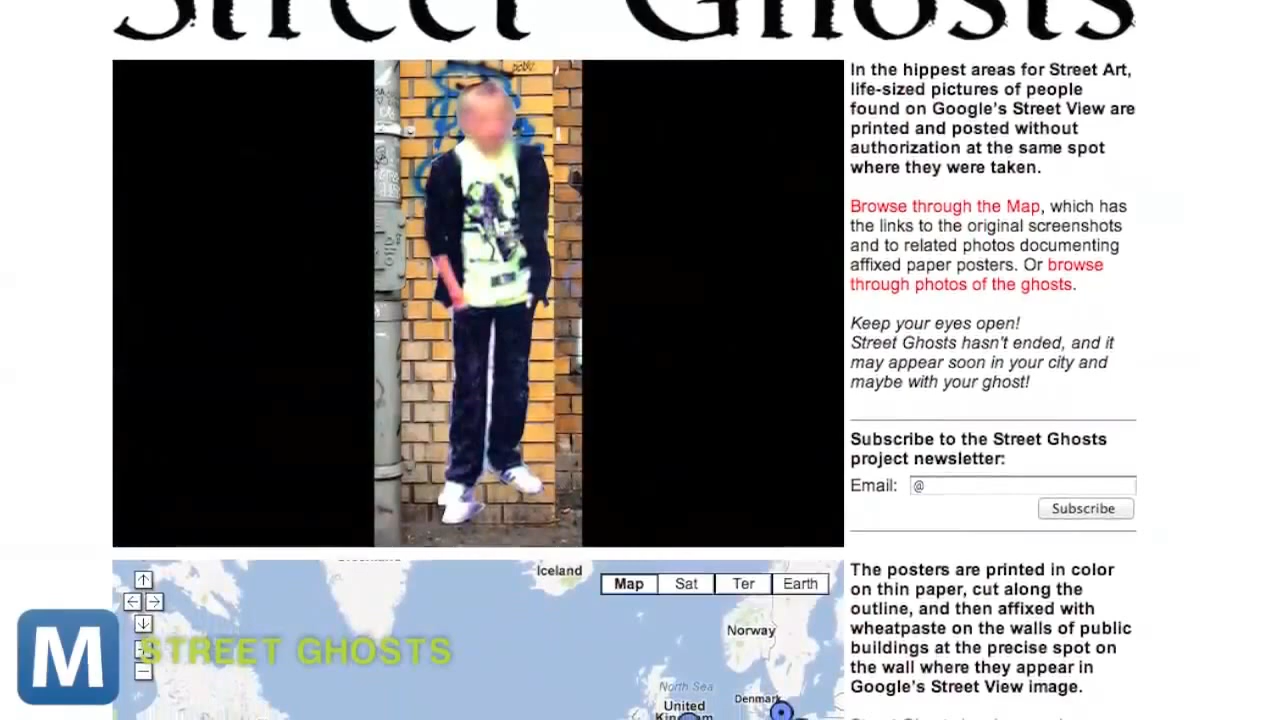 Street Ghosts
In the hippest areas for Street Art,
life-sized pictures of people
found on Google's Street View are
printed and posted without
authorization at the same spot
where they were taken.
Browse through the Map, which has
the links to the original screenshots
and to related photos documenting
affixed paper posters. Or browse
through photos of the ghosts.
Keep your eyes open!
Street Ghosts hasn't ended, and it
may appear soon in your city and
maybe with your ghost!
Subscribe to the Street Ghosts
project newsletter:
Email: @
Subscribe
The posters are printed in color
on thin paper, cut along the
outline, and then affixed with
wheatpaste on the walls of public
buildings at the precise spot on
the wall where they appear in
Google's Street View image.
Iceland
Map Sat Ter Earth
Norway
North Sea
Denmark
United
Kingdom
M
STREET GHOSTS